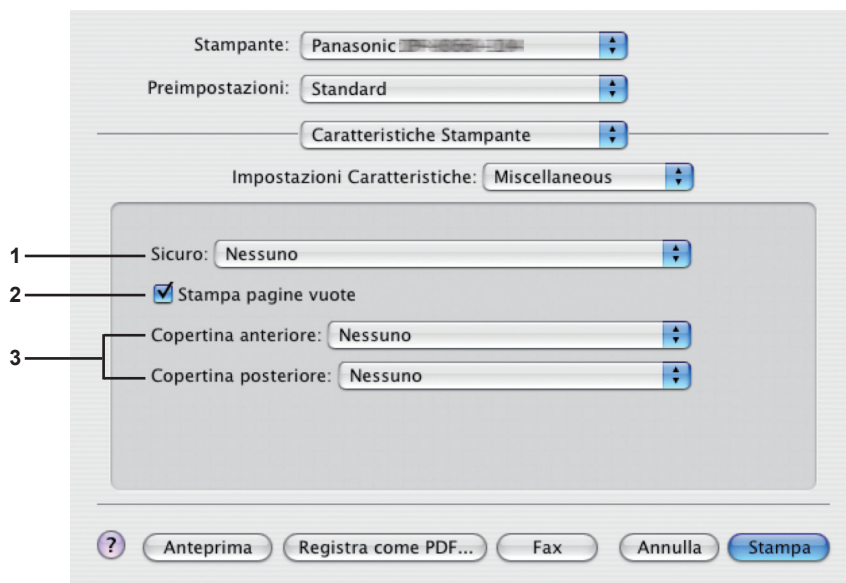 Stampante: Panasonic
Preimpostazioni: Standard
Caratteristiche Stampante
Impostazioni Caratteristiche: Miscellaneous
1 Sicuro: Nessuno
2 Stampa pagine vuote
3
Copertina anteriore: Nessuno
Copertina posteriore: Nessuno
? Anteprima Registra come PDF... Fax Annulla Stampa